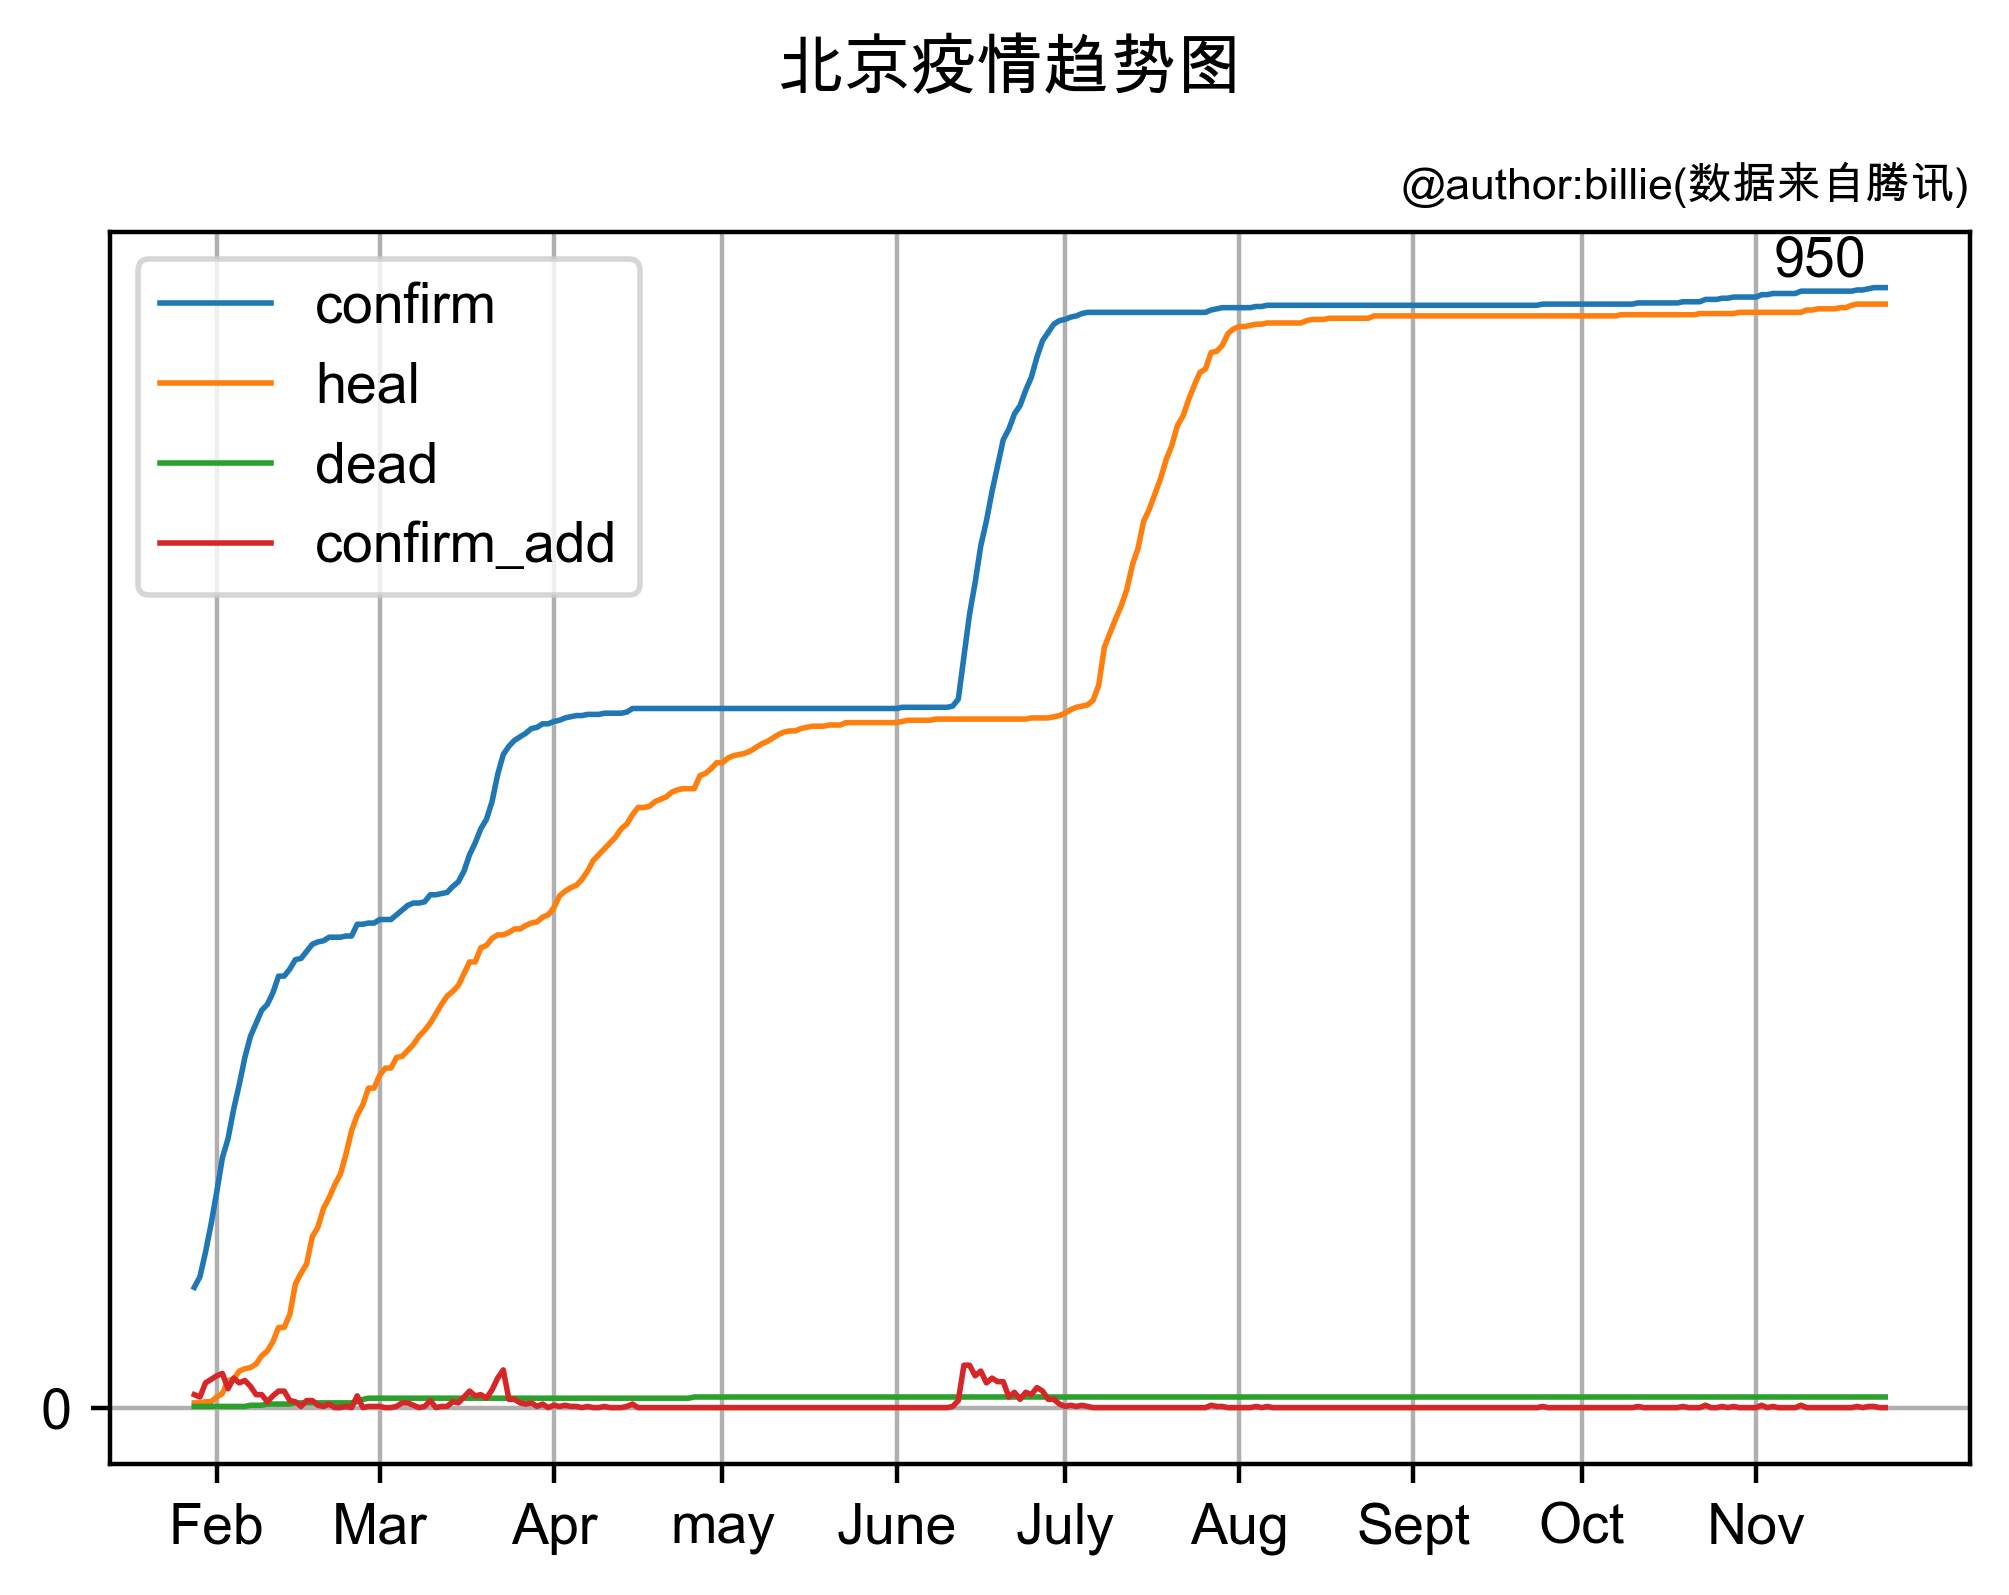 北京疫情趋势图
@author:billie(数据来自腾讯)
950
confirm
heal
dead
confirm_add
0
Feb Mar Apr may June July Aug Sept Oct Nov